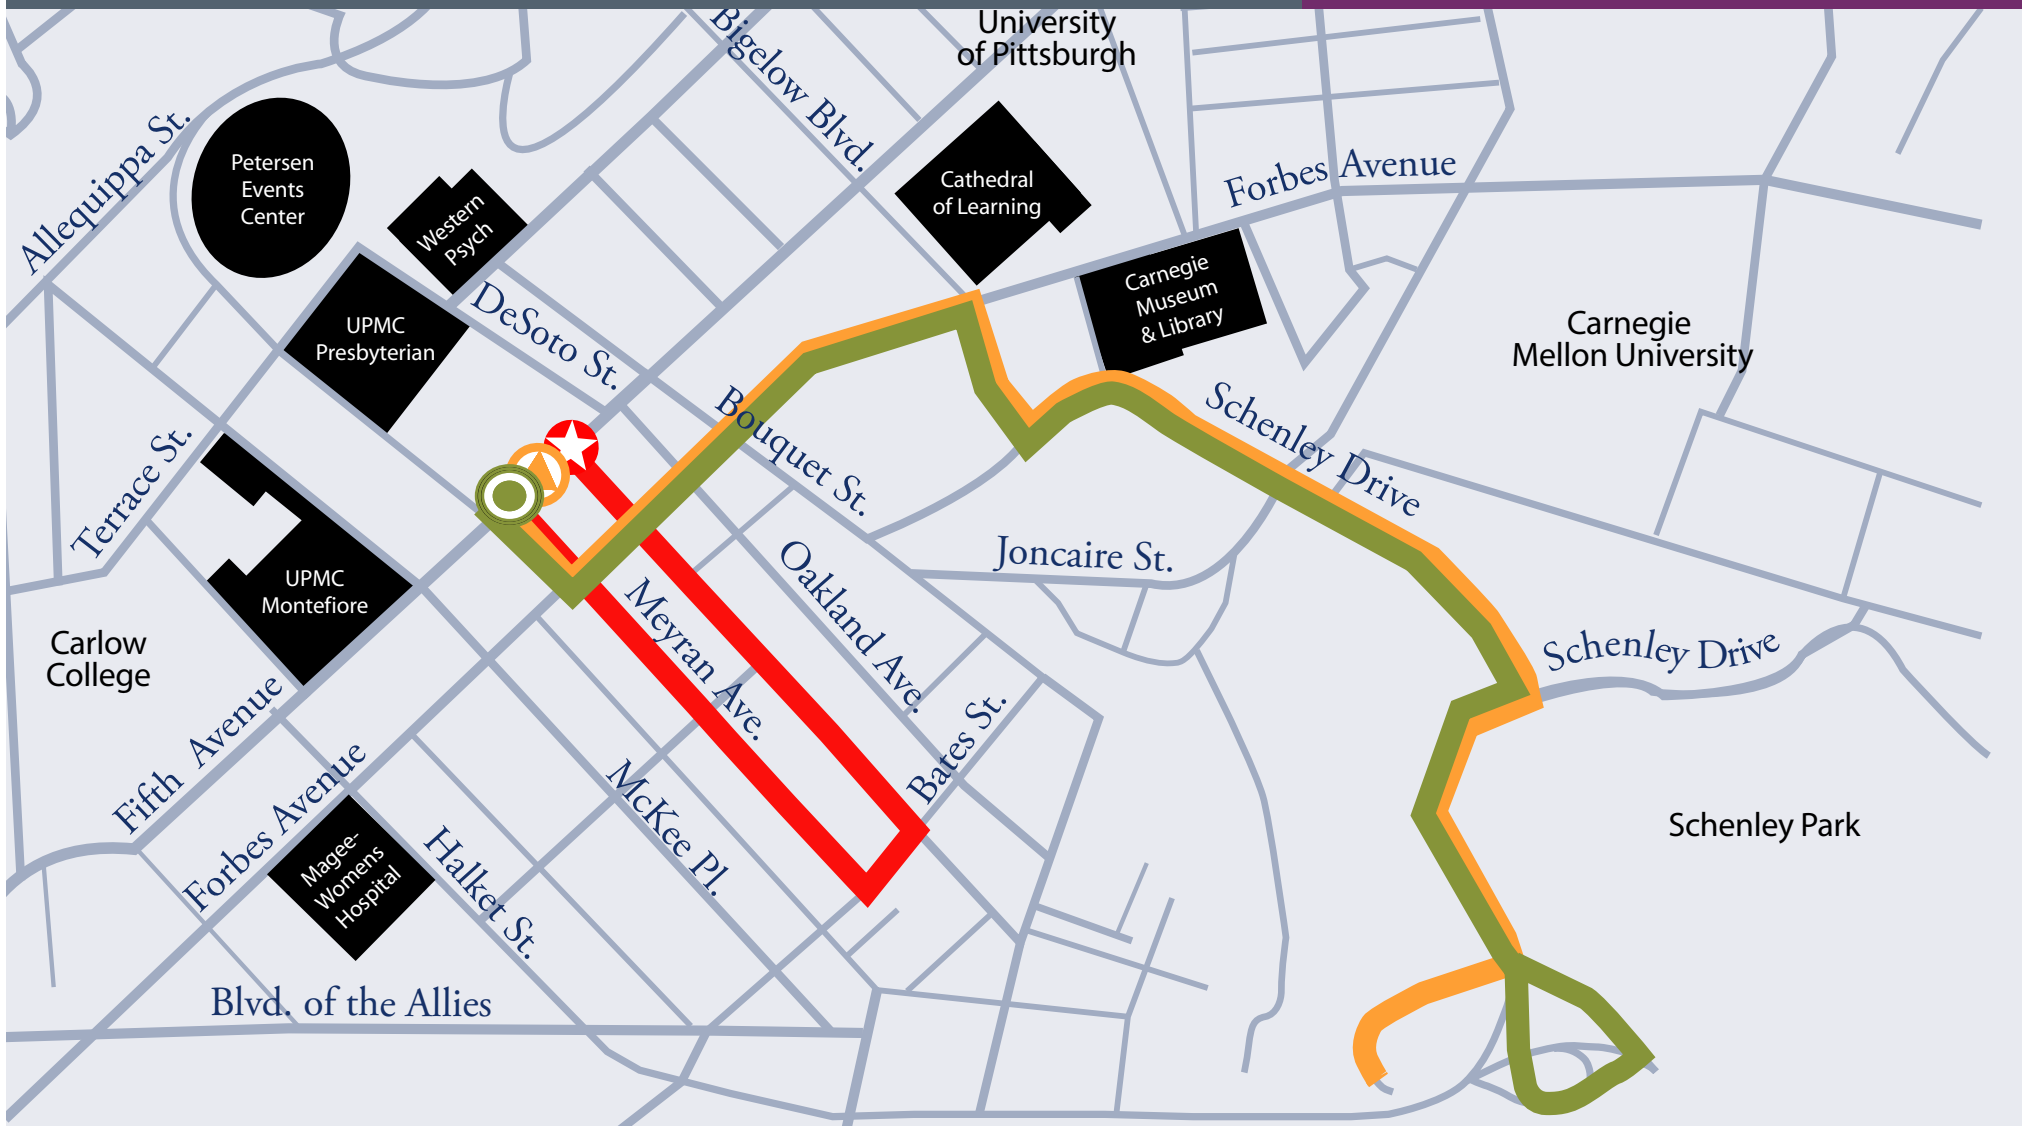 University
of Pittsburgh
Bigelow Blvd.
Allequippa St.
Petersen
Events
Center
Western
Psych
Cathedral
of Learning
Forbes Avenue
Carnegie
Museum
& Library
UPMC
Presbyterian
DeSoto St.
Carnegie
Mellon University
Bouquet St.
Schenley Drive
Terrace St.
Joncaire St.
Oakland Ave.
UPMC
Montefiore
Meyran Ave.
Carlow
College
Schenley Drive
Fifth Avenue
Bates St.
Forbes Avenue
McKee Pl.
Schenley Park
Magee-
Womens
Hospital
Halket St.
Blvd. of the Allies